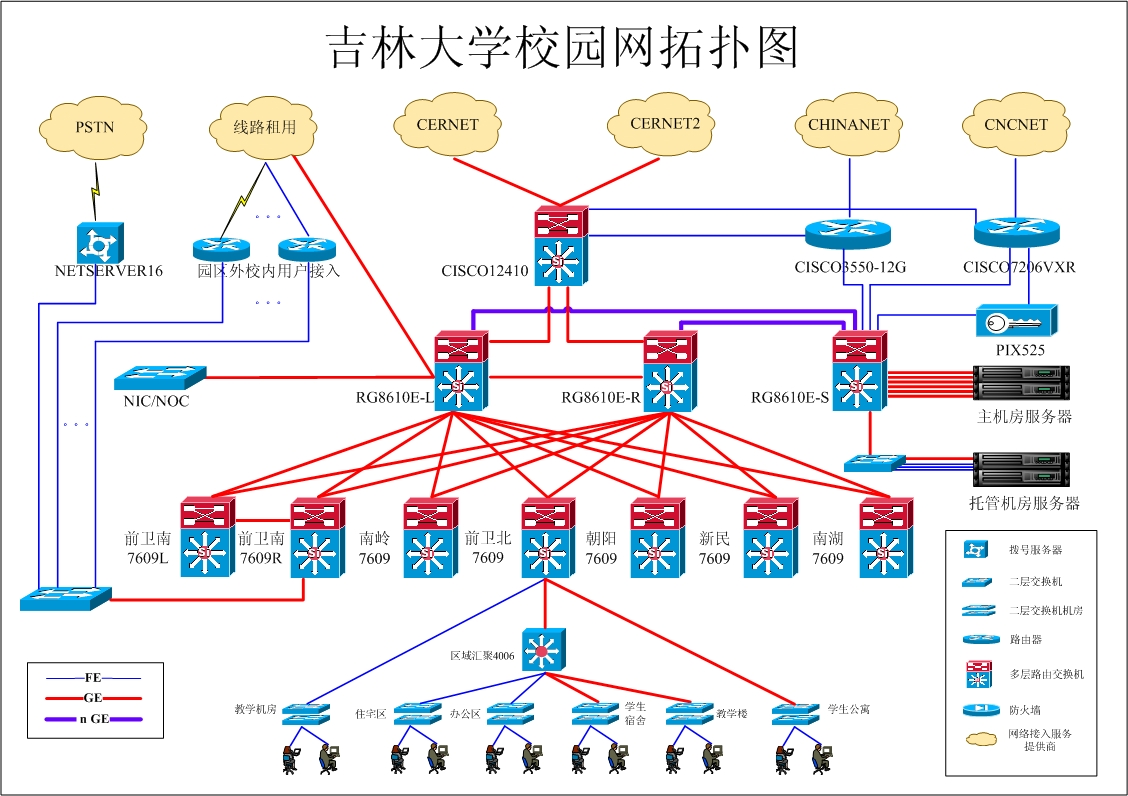 吉林大学校园网拓扑图
PSTN
线路租用
CERNET
CERNET2
CHINANET
CNCNET
NETSERVER16
园区外校内用户接入
CISCO12410
CISCO3550-12G
CISCO7206VXR
PIX525
NIC/NOC
RG8610E-L
RG8610E-R
RG8610E-S
主机房服务器
托管机房服务器
前卫南
7609L
前卫南
7609R
南岭
7609
前卫北
7609
朝阳
7609
新民
7609
南湖
7609
区域汇聚4006
教学机房
住宅区
办公区
学生
宿舍
教学楼
学生公寓
FE
GE
n GE
拨号服务器
二层交换机
二层交换机机房
路由器
多层路由交换机
防火墙
网络接入服务
提供商